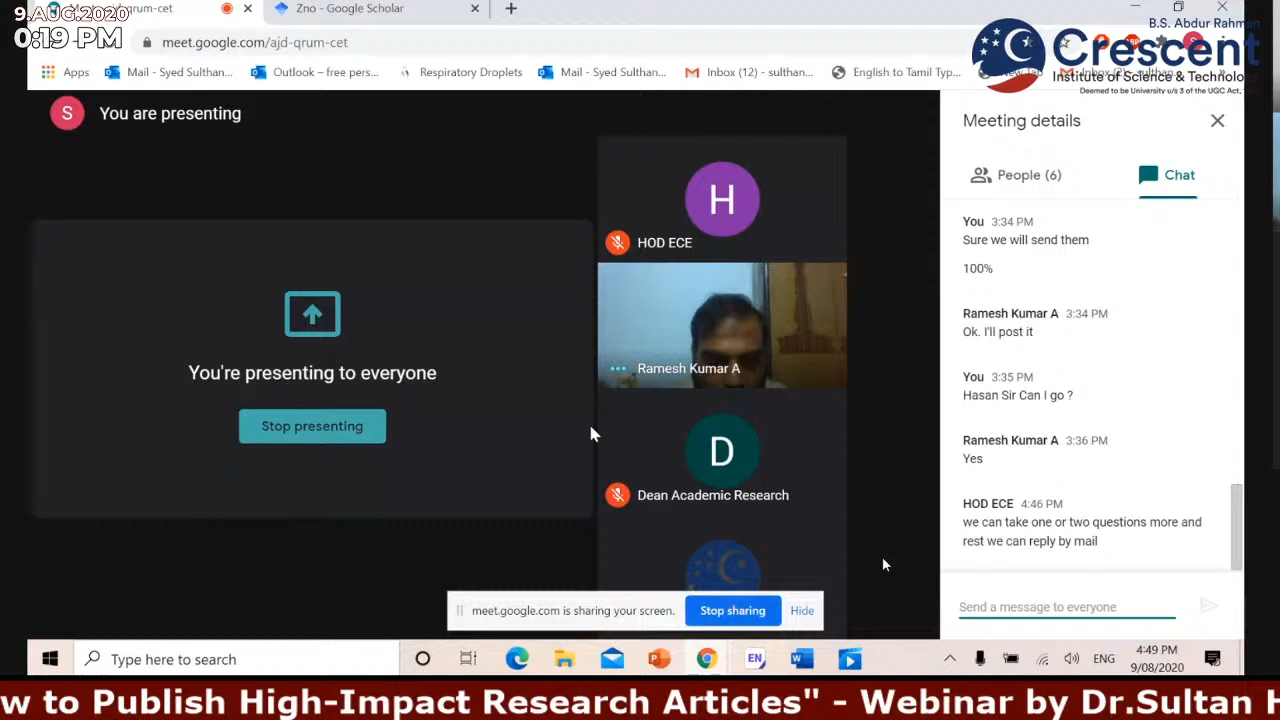 9.AUG.2020
0:19 PM
qrum-cet
Zno - Google Scholar
meet.google.com/ajd-qrum-cet
B.S. Abdur Rahman
Crescent
Institute of Science & Technology
Deemed to be University u/s 3 of the UGC Act,
Apps
Mail - Syed Sulthan...
Outlook – free pers...
Respiratory Droplets
Mail - Syed Sulthan...
Inbox (12) - sulthan...
English to Tamil Typ...
S
You are presenting
You're presenting to everyone
Stop presenting
H
HOD ECE
Ramesh Kumar A
D
Dean Academic Research
meet.google.com is sharing your screen.
Stop sharing
Hide
Meeting details
People (6)
Chat
You 3:34 PM
Sure we will send them
100%
Ramesh Kumar A 3:34 PM
Ok. I'll post it
You 3:35 PM
Hasan Sir Can I go ?
Ramesh Kumar A 3:36 PM
Yes
HOD ECE 4:46 PM
we can take one or two questions more and
rest we can reply by mail
Send a message to everyone
Type here to search
EN
ENG
4:49 PM
9/08/2020
w to Publish High-Impact Research Articles" - Webinar by Dr.Sultan H